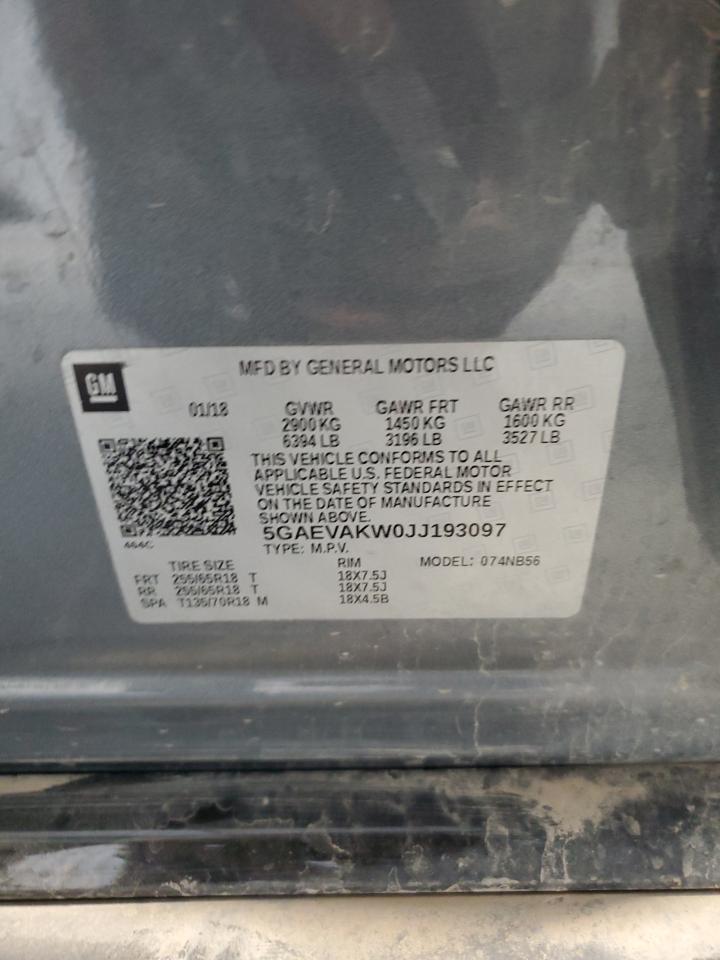 GM
MFD BY GENERAL MOTORS LLC
01/18 GVWR GAWR FRT GAWR RR
2900 KG 1450 KG 1600 KG
6394 LB 3196 LB 3527 LB
THIS VEHICLE CONFORMS TO ALL
APPLICABLE U.S. FEDERAL MOTOR
VEHICLE SAFETY STANDARDS IN EFFECT
ON THE DATE OF MANUFACTURE
SHOWN ABOVE.
464C
5GAEVAKW0JJ193097
TYPE: M.P.V. MODEL: 074NB56
TIRE SIZE RIM
FRT 255/65R18 T 18X7.5J
RR 255/65R18 T 18X7.5J
SPA T135/70R18 M 18X4.5B